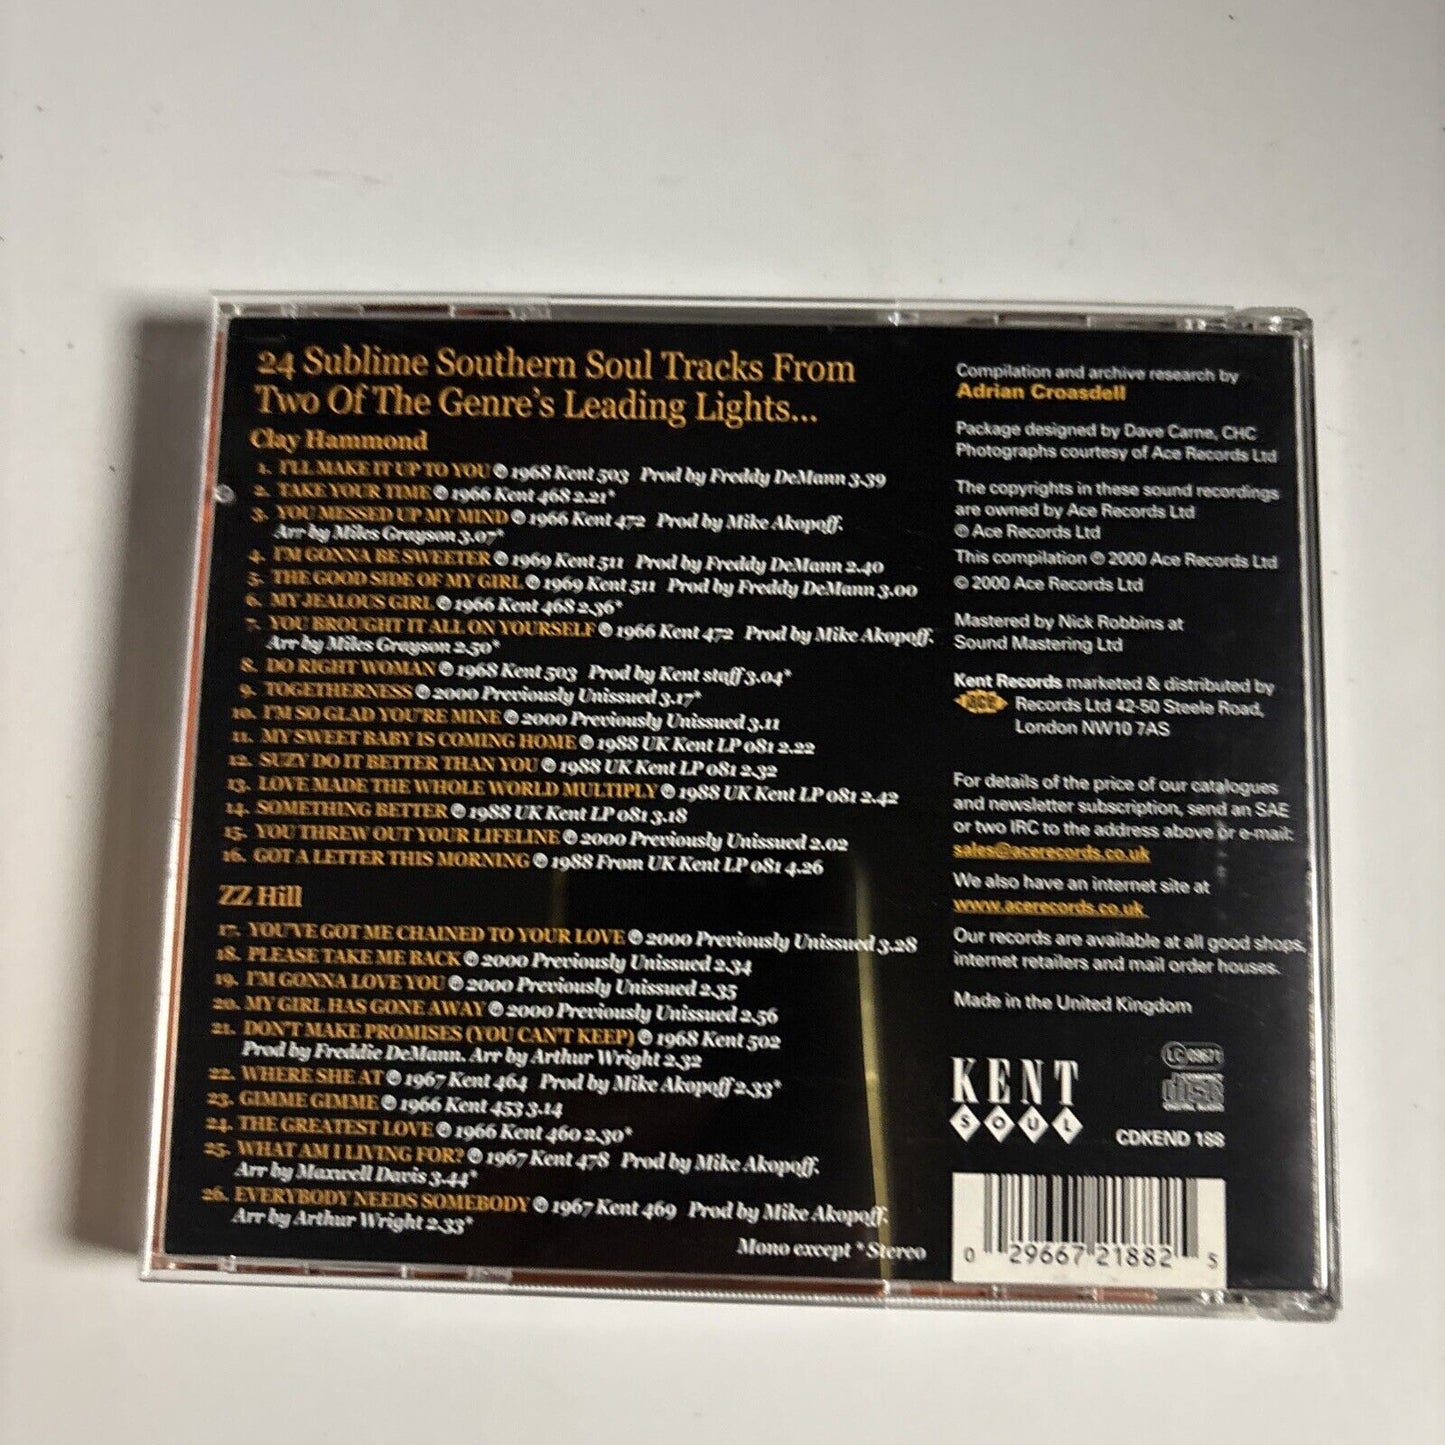 24 Sublime Southern Soul Tracks From
Two Of The Genre's Leading Lights...
Clay Hammond
1. I'LL MAKE IT UP TO YOU ℗ 1968 Kent 503 Prod by Freddy DeMann 3.39
2. TAKE YOUR TIME ℗ 1966 Kent 468 2.21*
3. YOU MESSED UP MY MIND ℗ 1966 Kent 472 Prod by Mike Akopoff.
Arr by Miles Grayson 3.07*
4. I'M GONNA BE SWEETER ℗ 1969 Kent 511 Prod by Freddy DeMann 2.40
5. THE GOOD SIDE OF MY GIRL ℗ 1969 Kent 511 Prod by Freddy DeMann 3.00
6. MY JEALOUS GIRL ℗ 1966 Kent 468 2.36*
7. YOU BROUGHT IT ALL ON YOURSELF ℗ 1966 Kent 472 Prod by Mike Akopoff.
Arr by Miles Grayson 2.50*
8. DO RIGHT WOMAN ℗ 1968 Kent 503 Prod by Kent staff 3.04*
9. TOGETHERNESS ℗ 2000 Previously Unissued 3.17*
10. I'M SO GLAD YOU'RE MINE ℗ 2000 Previously Unissued 3.11
11. MY SWEET BABY IS COMING HOME ℗ 1988 UK Kent LP 081 2.22
12. SUZY DO IT BETTER THAN YOU ℗ 1988 UK Kent LP 081 2.32
13. LOVE MADE THE WHOLE WORLD MULTIPLY ℗ 1988 UK Kent LP 081 2.42
14. SOMETHING BETTER ℗ 1988 UK Kent LP 081 3.18
15. YOU THREW OUT YOUR LIFELINE ℗ 2000 Previously Unissued 2.02
16. GOT A LETTER THIS MORNING ℗ 1988 From UK Kent LP 081 4.26
ZZ Hill
17. YOU'VE GOT ME CHAINED TO YOUR LOVE ℗ 2000 Previously Unissued 3.28
18. PLEASE TAKE ME BACK ℗ 2000 Previously Unissued 2.34
19. I'M GONNA LOVE YOU ℗ 2000 Previously Unissued 2.35
20. MY GIRL HAS GONE AWAY ℗ 2000 Previously Unissued 2.56
21. DON'T MAKE PROMISES (YOU CAN'T KEEP) ℗ 1968 Kent 502
Prod by Freddie DeMann. Arr by Arthur Wright 2.32
22. WHERE SHE AT ℗ 1967 Kent 464 Prod by Mike Akopoff 2.33*
23. GIMME GIMME ℗ 1966 Kent 453 3.14
24. THE GREATEST LOVE ℗ 1966 Kent 460 2.30*
25. WHAT AM I LIVING FOR? ℗ 1967 Kent 478 Prod by Mike Akopoff.
Arr by Maxwell Davis 3.44*
26. EVERYBODY NEEDS SOMEBODY ℗ 1967 Kent 469 Prod by Mike Akopoff.
Arr by Arthur Wright 2.33*
Mono except * Stereo
Compilation and archive research by
Adrian Croasdell
Package designed by Dave Carne, CHC
Photographs courtesy of Ace Records Ltd
The copyrights in these sound recordings
are owned by Ace Records Ltd
℗ Ace Records Ltd
This compilation ℗ 2000 Ace Records Ltd
© 2000 Ace Records Ltd
Mastered by Nick Robbins at
Sound Mastering Ltd
Kent Records marketed & distributed by
ACE Records Ltd 42-50 Steele Road,
London NW10 7AS
For details of the price of our catalogues
and newsletter subscription, send an SAE
or two IRC to the address above or e-mail:
sales@acerecords.co.uk
We also have an internet site at
www.acerecords.co.uk
Our records are available at all good shops,
internet retailers and mail order houses.
Made in the United Kingdom
KENT
SOUL
LC 09671
disc
DIGITAL AUDIO
CDKEND 188
0 29667 21882 5